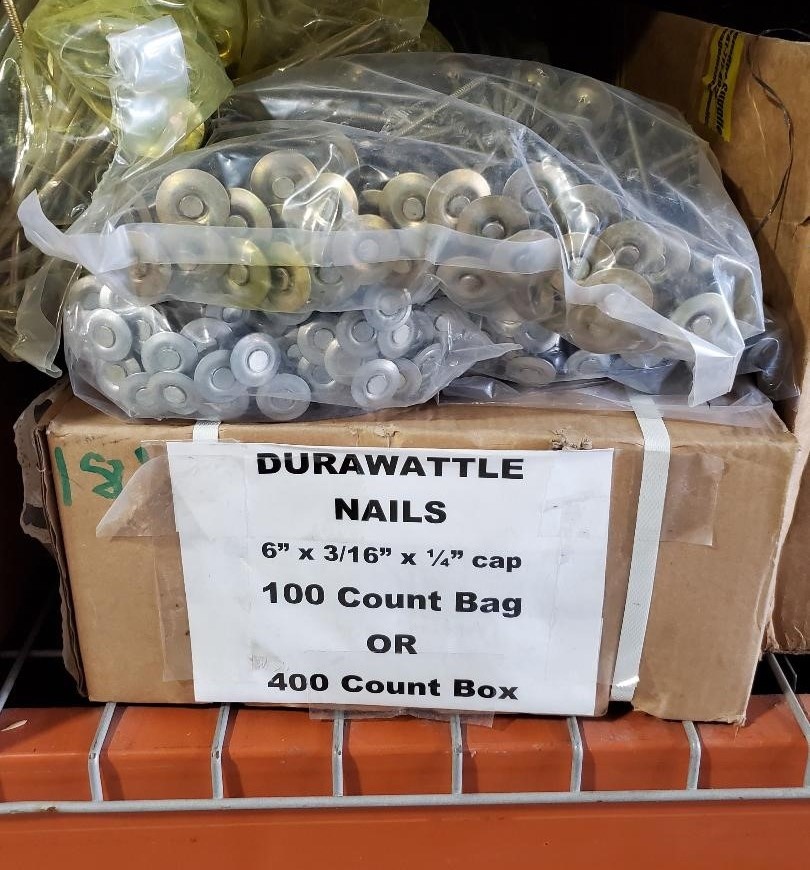 DURAWATTLE
NAILS
6” x 3/16” x ¼” cap
100 Count Bag
OR
400 Count Box